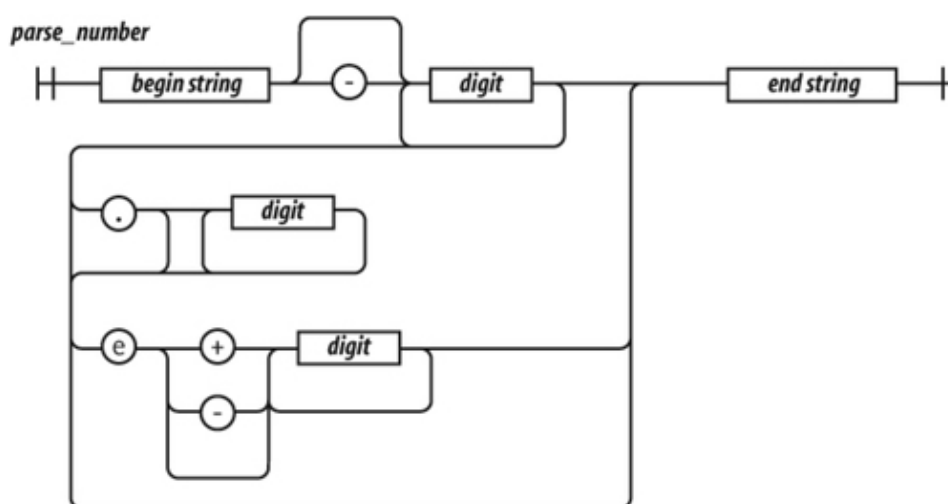 parse_number
begin string - digit end string
. digit
e + digit
-